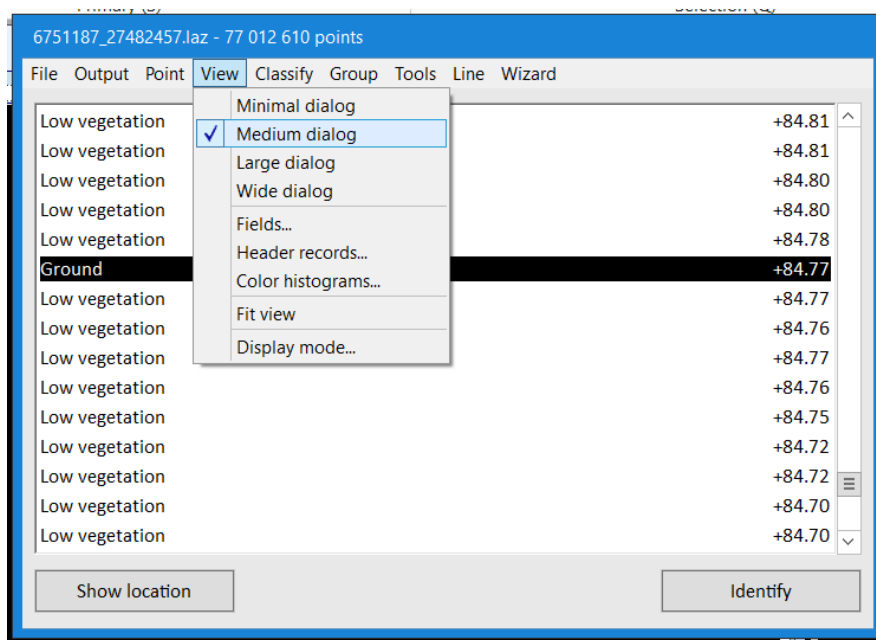 6751187_27482457.laz - 77 012 610 points
File Output Point View Classify Group Tools Line Wizard
Minimal dialog
Medium dialog
Large dialog
Wide dialog
Fields...
Header records...
Color histograms...
Fit view
Display mode...
Low vegetation +84.81
Low vegetation +84.81
Low vegetation +84.80
Low vegetation +84.80
Low vegetation +84.78
Ground +84.77
Low vegetation +84.77
Low vegetation +84.76
Low vegetation +84.77
Low vegetation +84.76
Low vegetation +84.75
Low vegetation +84.72
Low vegetation +84.72
Low vegetation +84.70
Low vegetation +84.70
Show location Identify